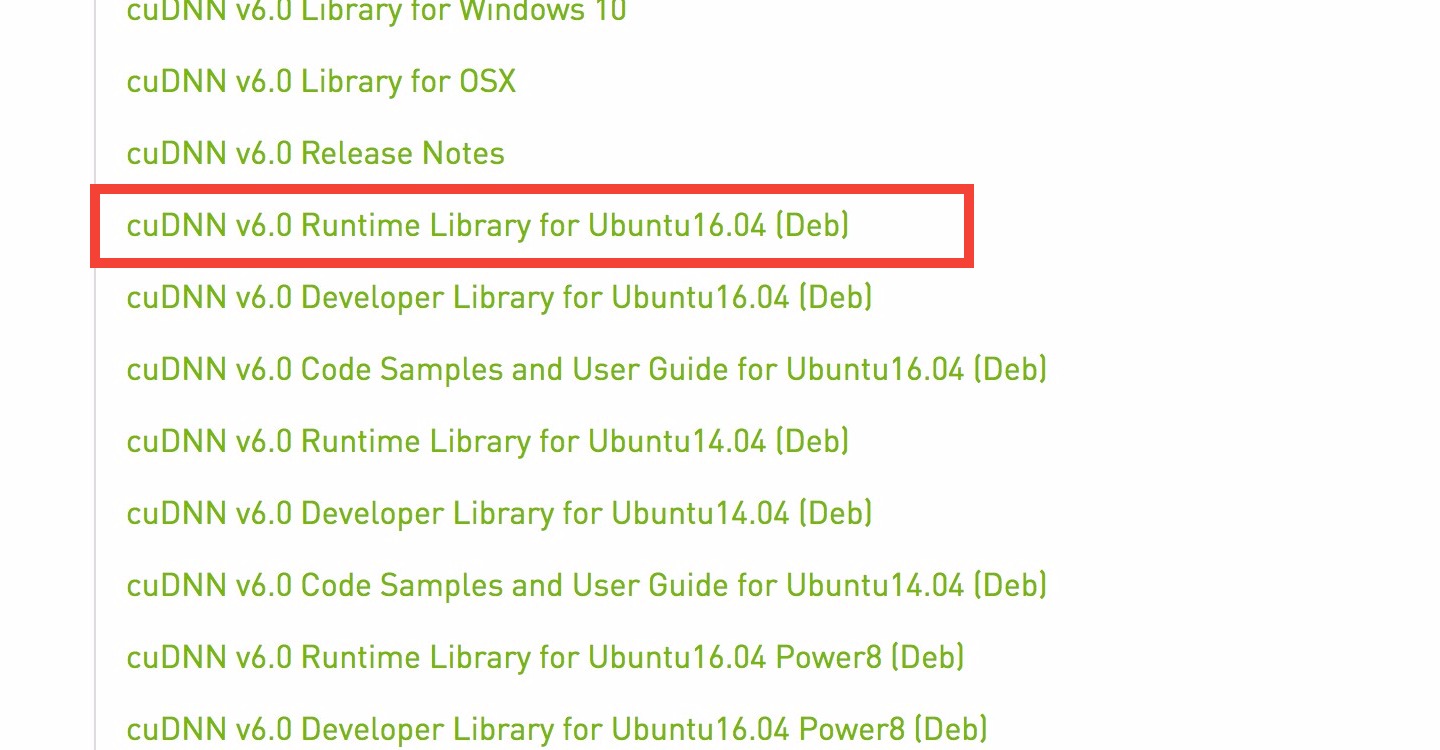 cuDNN v6.0 Library for Windows 10
cuDNN v6.0 Library for OSX
cuDNN v6.0 Release Notes
cuDNN v6.0 Runtime Library for Ubuntu16.04 (Deb)
cuDNN v6.0 Developer Library for Ubuntu16.04 (Deb)
cuDNN v6.0 Code Samples and User Guide for Ubuntu16.04 (Deb)
cuDNN v6.0 Runtime Library for Ubuntu14.04 (Deb)
cuDNN v6.0 Developer Library for Ubuntu14.04 (Deb)
cuDNN v6.0 Code Samples and User Guide for Ubuntu14.04 (Deb)
cuDNN v6.0 Runtime Library for Ubuntu16.04 Power8 (Deb)
cuDNN v6.0 Developer Library for Ubuntu16.04 Power8 (Deb)